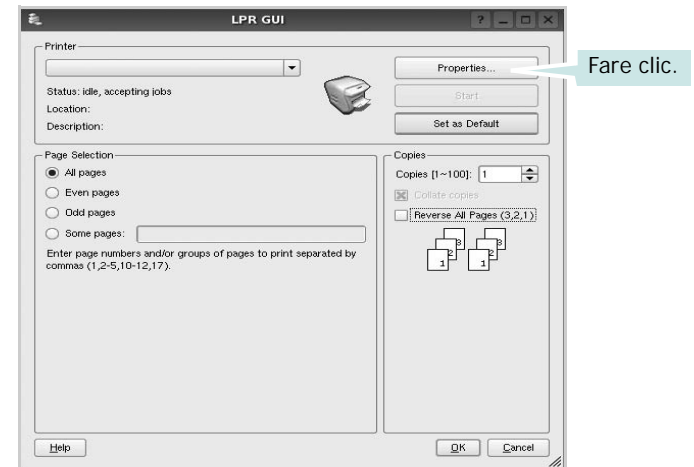 LPR GUI
Printer
Properties...
Fare clic.
Status: idle, accepting jobs
Start
Location:
Description:
Set as Default
Page Selection
All pages
Even pages
Odd pages
Some pages:
Enter page numbers and/or groups of pages to print separated by
commas (1,2-5,10-12,17).
Copies
Copies [1~100]: 1
Collate copies
Reverse All Pages (3,2,1)
3 3
2 2
1 1
Help
OK
Cancel